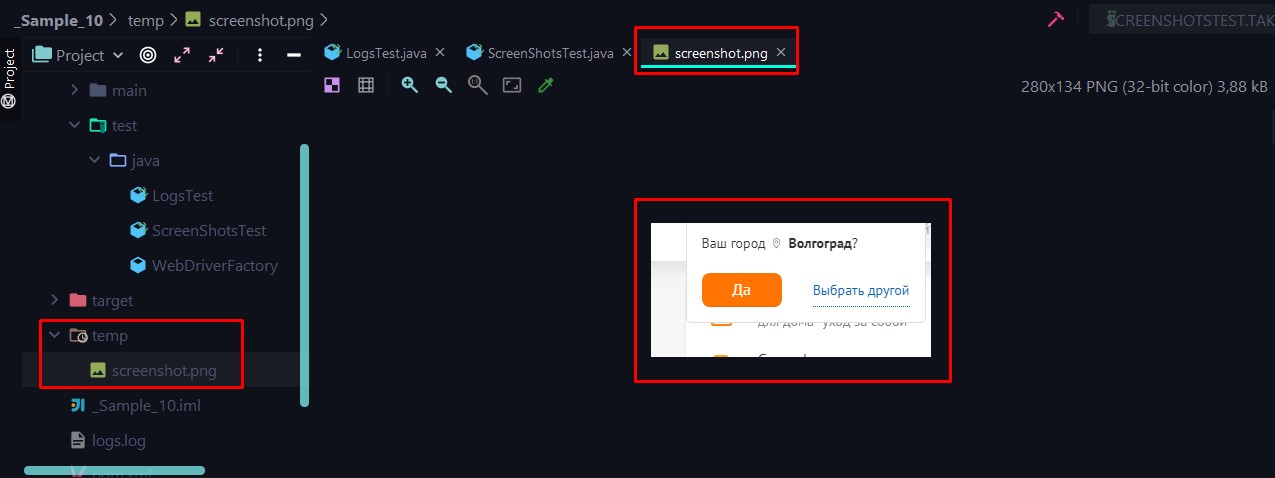 _Sample_10 temp screenshot.png
SCREENSHOTSTEST.TAK
Project
Project
LogsTest.java
ScreenShotsTest.java
screenshot.png
280x134 PNG (32-bit color) 3,88 kB
main
test
java
LogsTest
ScreenShotsTest
WebDriverFactory
target
temp
screenshot.png
_Sample_10.iml
logs.log
Ваш город Волгоград?
Да
Выбрать другой
для дома уход за собой